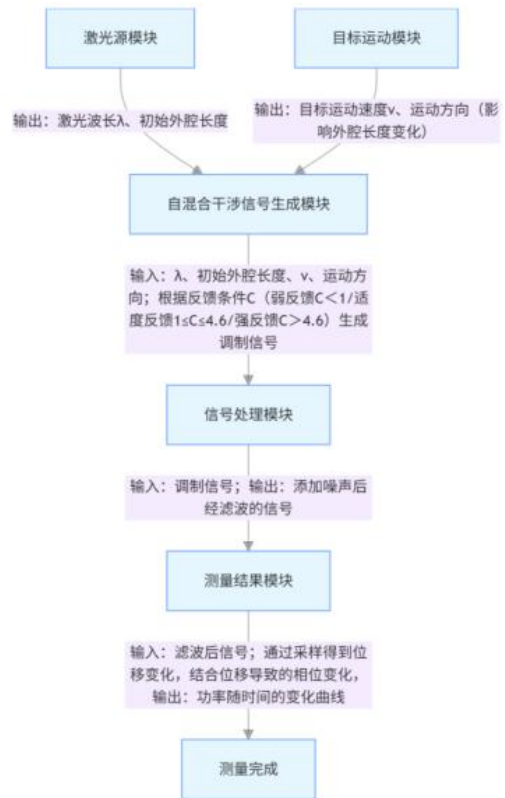 激光源模块
目标运动模块
输出：激光波长λ、初始外腔长度
输出：目标运动速度v、运动方向（影
响外腔长度变化）
自混合干涉信号生成模块
输入：λ、初始外腔长度、v、运动方
向；根据反馈条件C（弱反馈C＜1/适
度反馈1≤C≤4.6/强反馈C＞4.6）生成
调制信号
信号处理模块
输入：调制信号；输出：添加噪声后
经滤波的信号
测量结果模块
输入：滤波后信号；通过采样得到位
移变化，结合位移导致的相位变化，
输出：功率随时间的变化曲线
测量完成